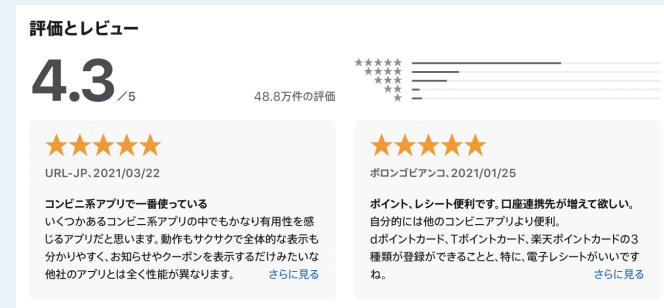 評価とレビュー
4.3/5
48.8万件の評価
★★★★★
★★★★
★★★
★★
★
★★★★★
URL-JP、2021/03/22
コンビニ系アプリで一番使っている
いくつかあるコンビニ系アプリの中でもかなり有用性を感
じるアプリだと思います。動作もサクサクで全体的な表示も
分かりやすく、お知らせやクーポンを表示するだけみたいな
他社のアプリとは全く性能が異なります。 さらに見る
★★★★★
ボロンゴビアンコ、2021/01/25
ポイント、レシート便利です。口座連携先が増えて欲しい。
自分的には他のコンビニアプリより便利。
dポイントカード、Tポイントカード、楽天ポイントカードの3
種類が登録ができることと、特に、電子レシートがいいです
ね。 さらに見る